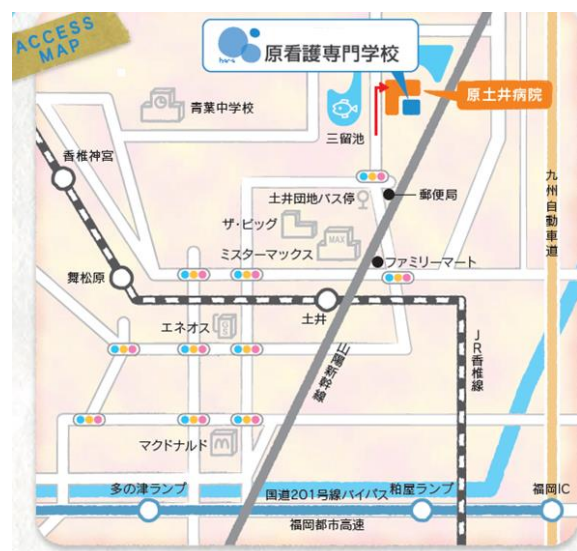 ACCESS
MAP
原看護専門学校
原土井病院
青葉中学校
三留池
香椎神宮
土井団地バス停
郵便局
ザ・ビッグ
MAX
ミスターマックス
ファミリーマート
九州自動車道
舞松原
土井
エネオス
山陽新幹線
JR香椎線
マクドナルド
多の津ランプ
国道201号線バイパス
粕屋ランプ
福岡IC
福岡都市高速